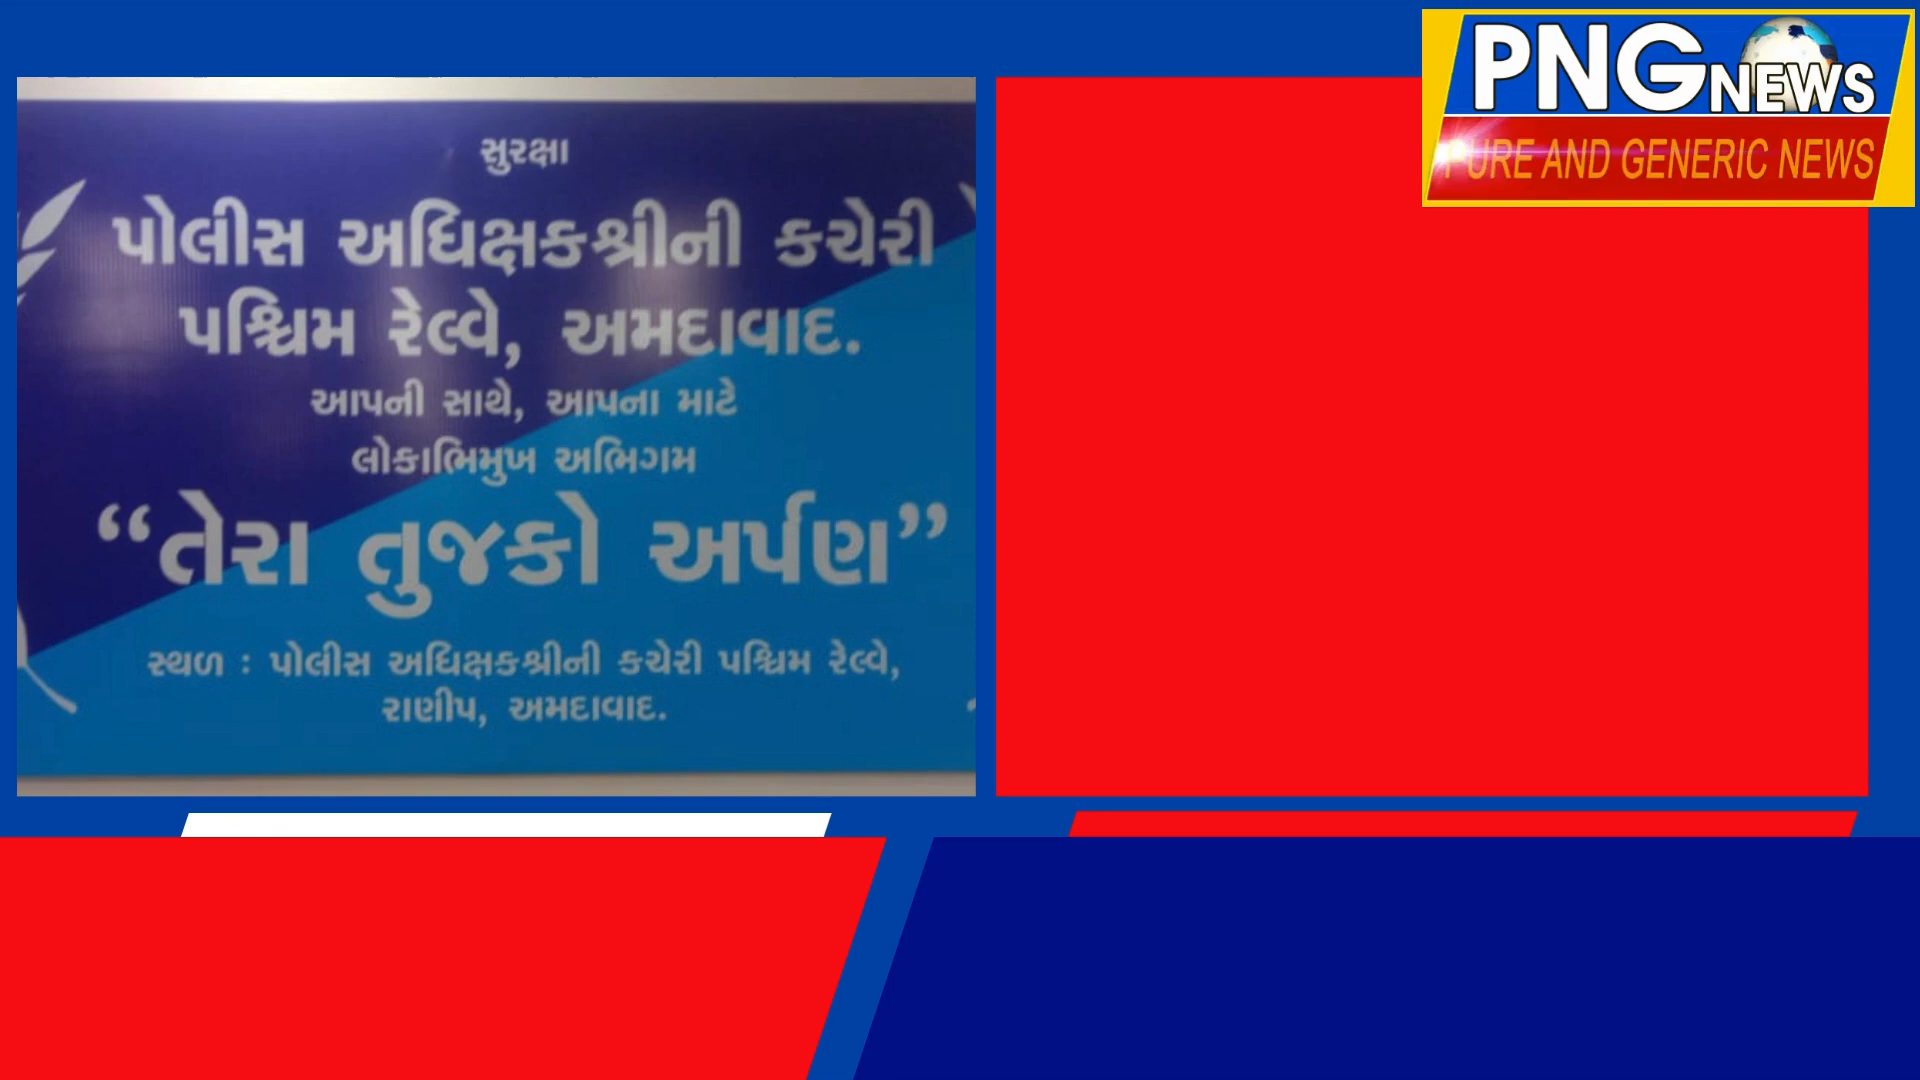 સુરક્ષા
પોલીસ અધિક્ષકશ્રીની કચેરી
પશ્ચિમ રેલ્વે, અમદાવાદ.
આપની સાથે, આપના માટે
લોકાભિમુખ અભિગમ
“તેરા તુજકો અર્પણ”
સ્થળ : પોલીસ અધિક્ષકશ્રીની કચેરી પશ્ચિમ રેલ્વે,
રાણીપ, અમદાવાદ.
PNG NEWS
PURE AND GENERIC NEWS